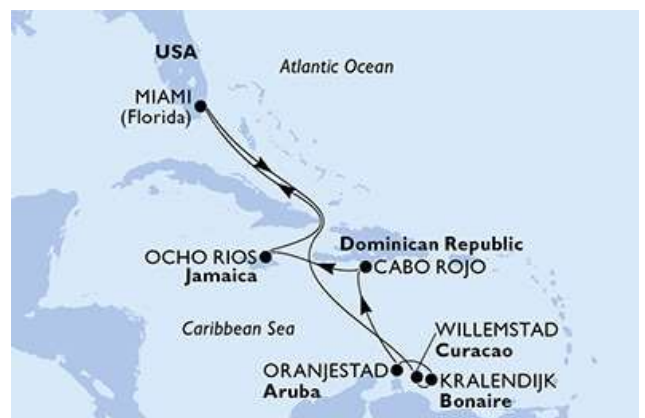 USA
Atlantic Ocean
MIAMI
(Florida)
Dominican Republic
OCHO RIOS
Jamaica
CABO ROJO
Caribbean Sea
WILLEMSTAD
Curacao
ORANJESTAD
Aruba
KRALENDIJK
Bonaire